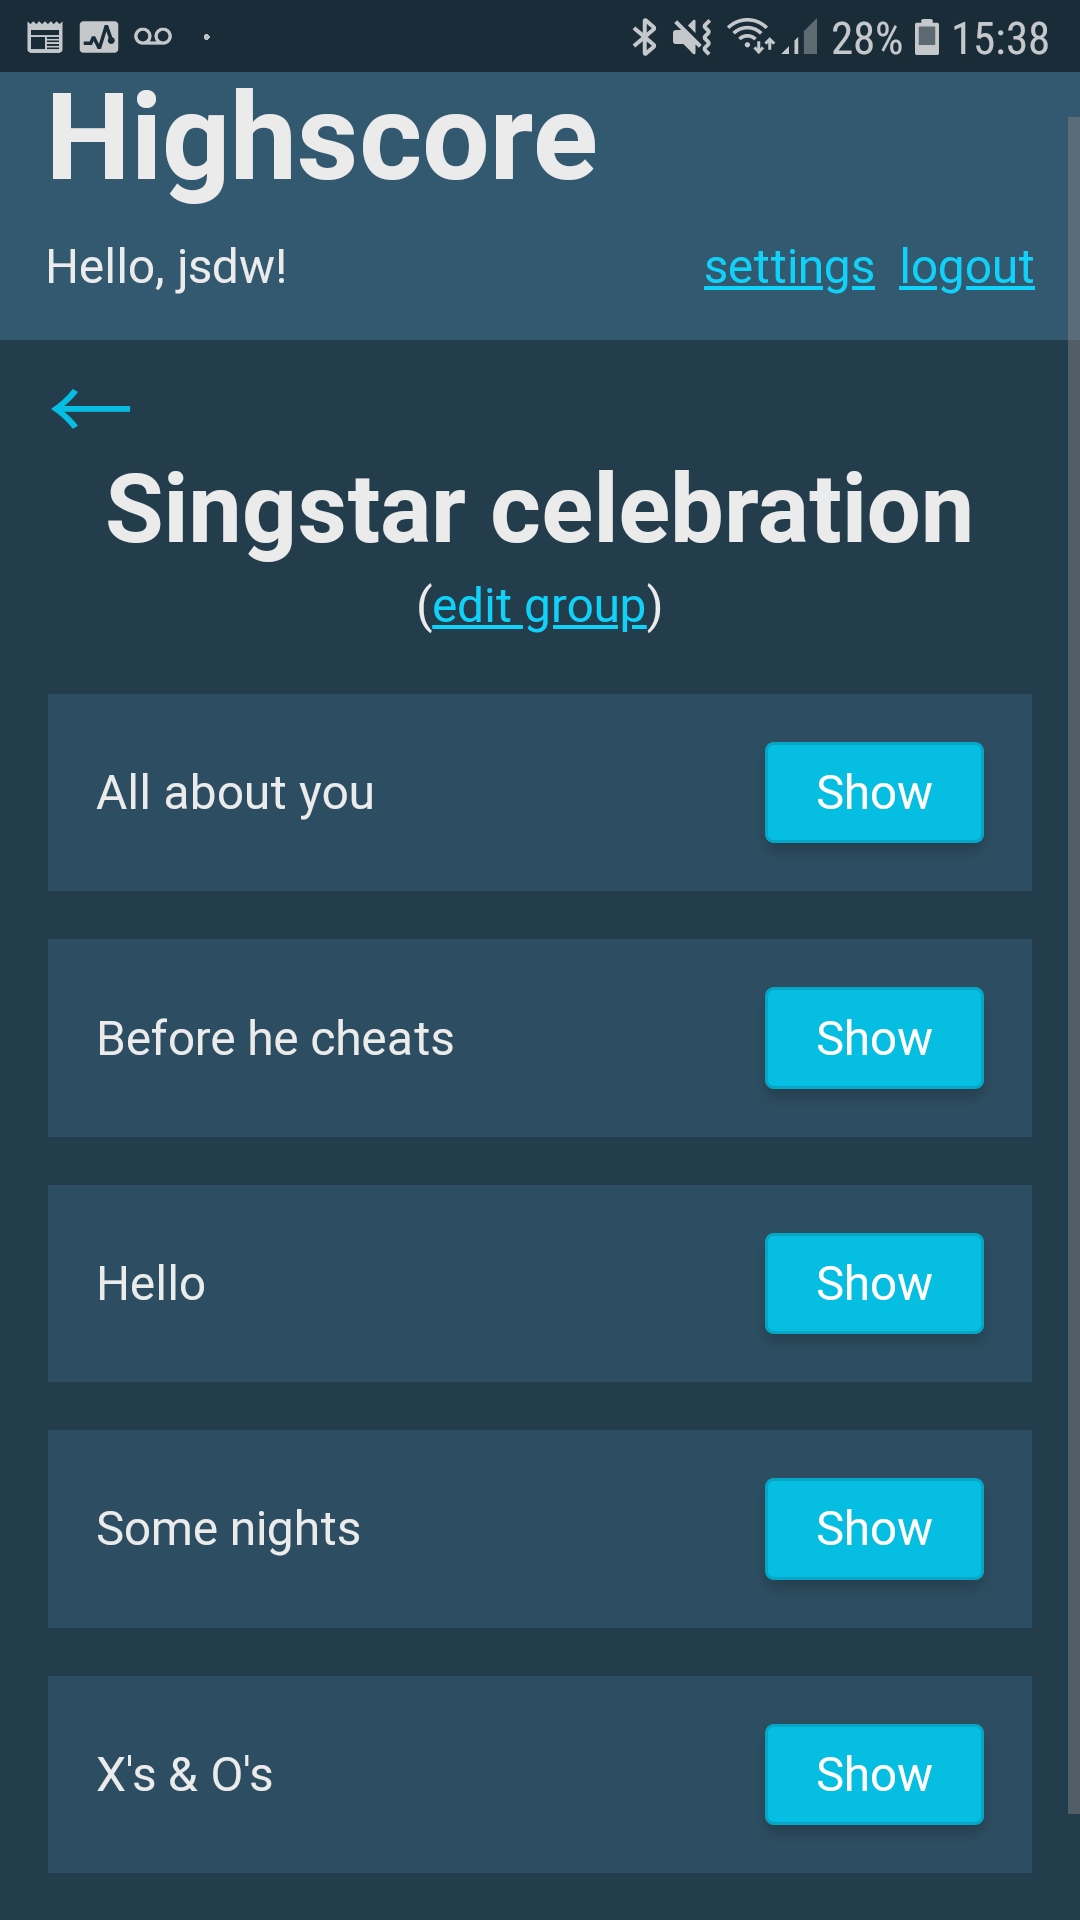 28% 15:38
Highscore
Hello, jsdw! settings logout
Singstar celebration
(edit group)
All about you Show
Before he cheats Show
Hello Show
Some nights Show
X's & O's Show